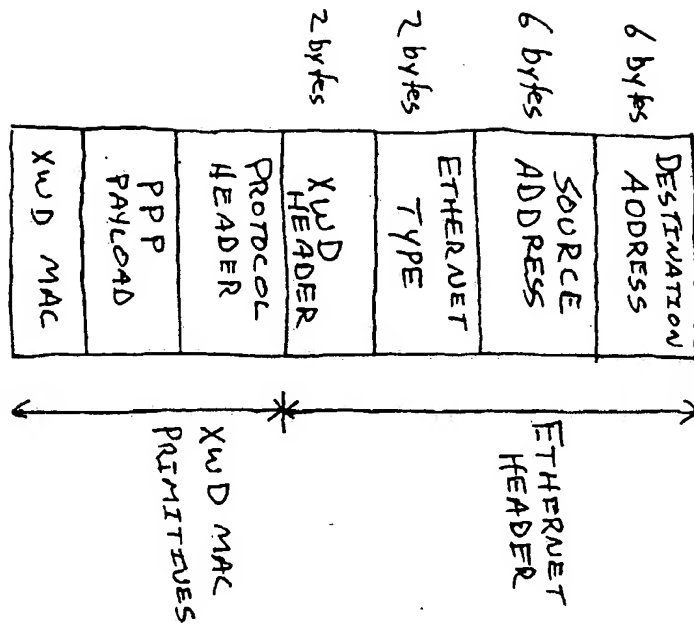 6 bytes
6 bytes
2 bytes
2 bytes
DESTINATION
ADDRESS
SOURCE
ADDRESS
ETHERNET
TYPE
XWD
HEADER
PROTOCOL
HEADER
PPP
PAYLOAD
XWD MAC
ETHERNET
HEADER
XWD MAC
PRIMITIVES